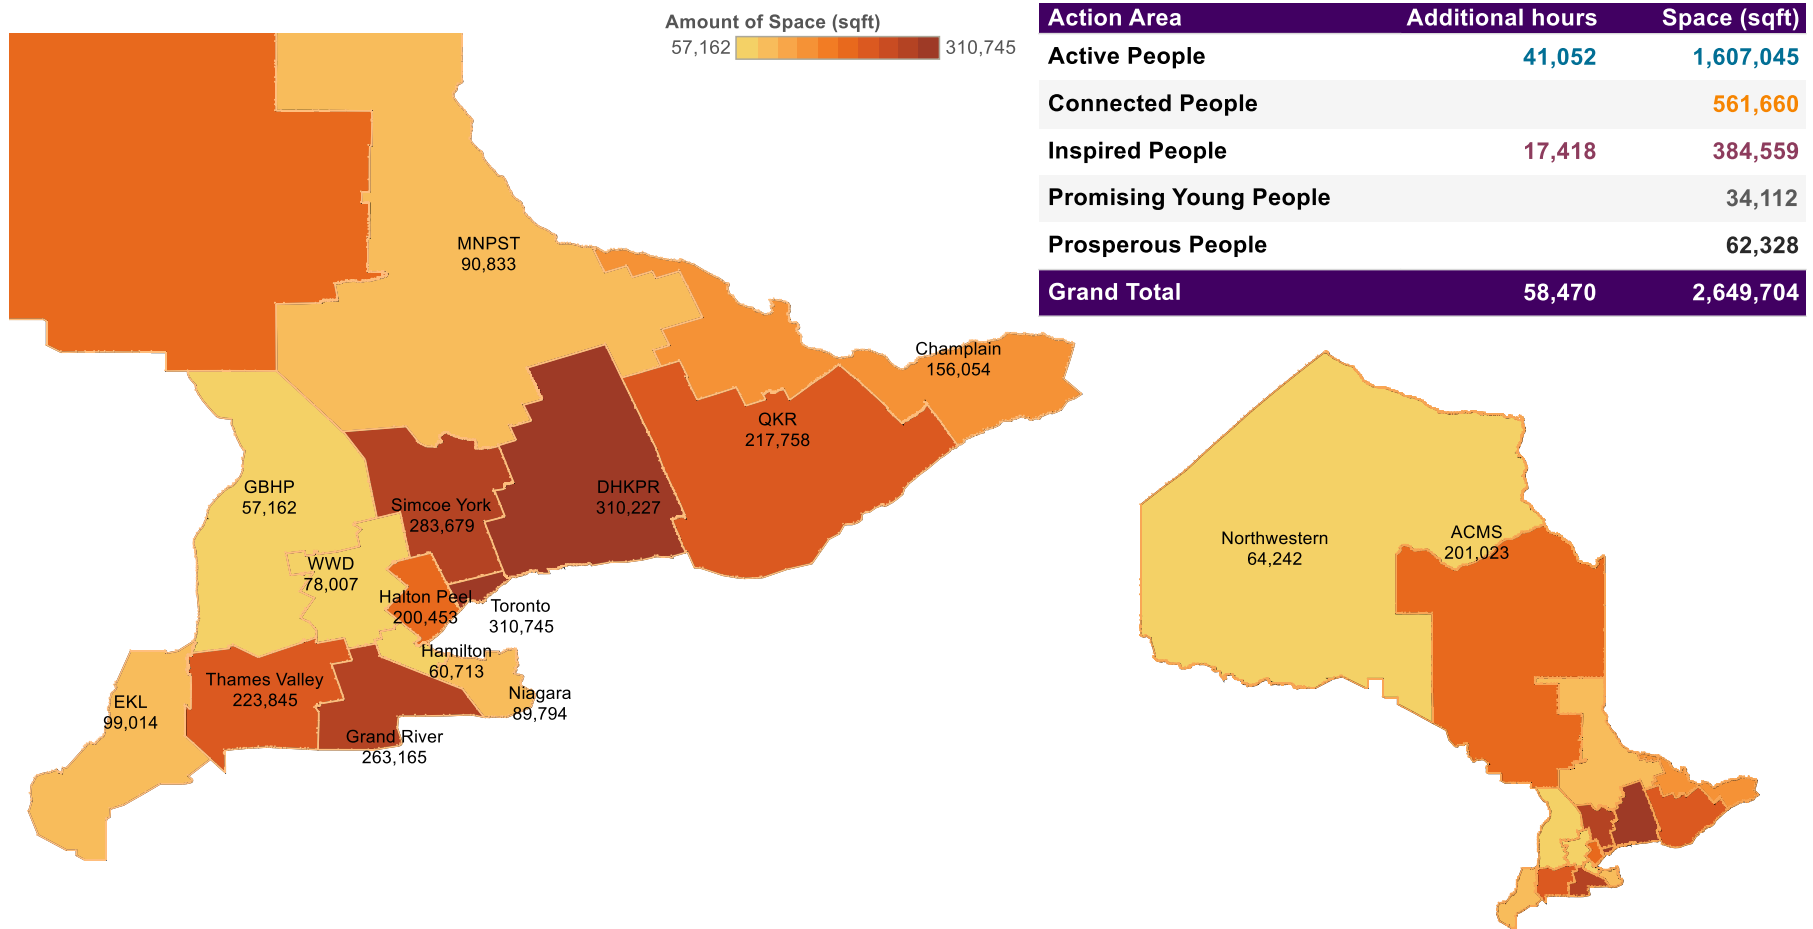 Amount of Space (sqft)
57,162 310,745
Action Area Additional hours Space (sqft)
Active People 41,052 1,607,045
Connected People 561,660
Inspired People 17,418 384,559
Promising Young People 34,112
Prosperous People 62,328
Grand Total 58,470 2,649,704
MNPST
90,833
Champlain
156,054
QKR
217,758
GBHP
57,162
DHKPR
310,227
Simcoe York
283,679
WWD
78,007
Halton Peel
200,453
Toronto
310,745
Hamilton
60,713
Thames Valley
223,845
Niagara
89,794
EKL
99,014
Grand River
263,165
Northwestern
64,242
ACMS
201,023